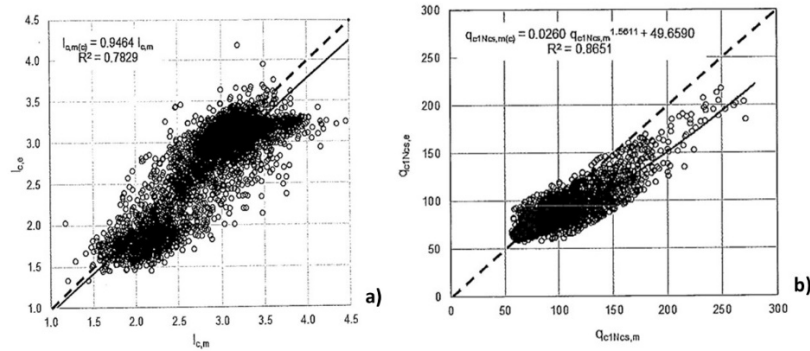 4.5
4.0
3.5
3.0
2.5
2.0
1.5
1.0
1.0 1.5 2.0 2.5 3.0 3.5 4.0 4.5
I_c,m(c) = 0.9464 I_c,m
R² = 0.7829
I_c,e
I_c,m
a)
300
250
200
150
100
50
0
0 50 100 150 200 250 300
q_c1Ncs,m(c) = 0.0260 q_c1Ncs,m^1.5611 + 49.6590
R² = 0.8651
q_c1Ncs,e
q_c1Ncs,m
b)